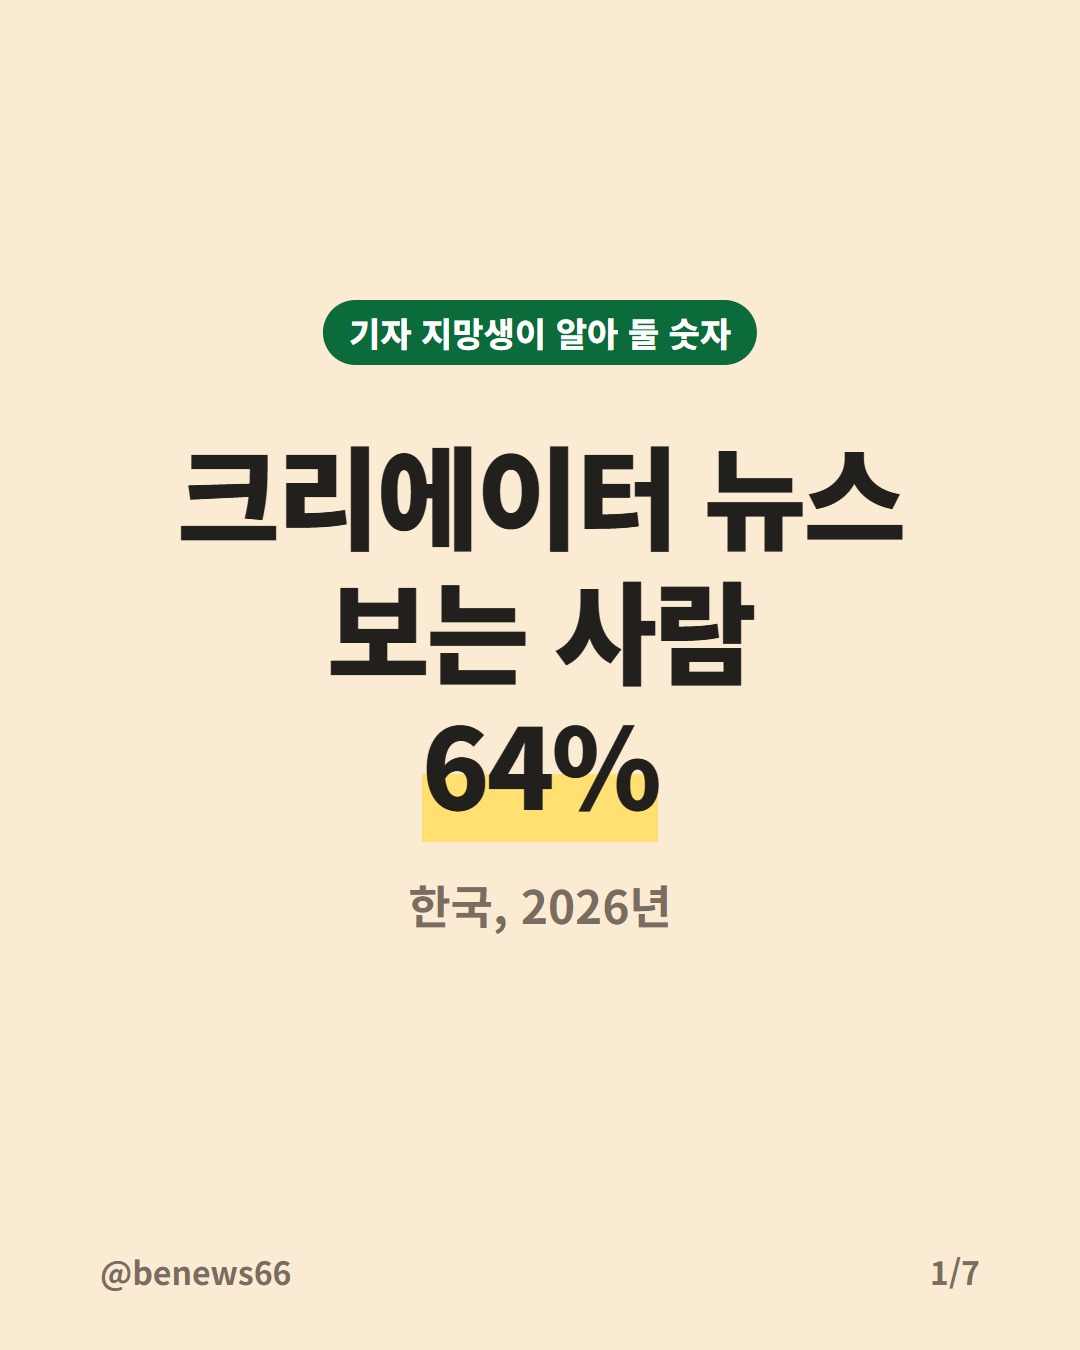 기자 지망생이 알아 둘 숫자
크리에이터 뉴스
보는 사람
64%
한국, 2026년
@benews66
1/7